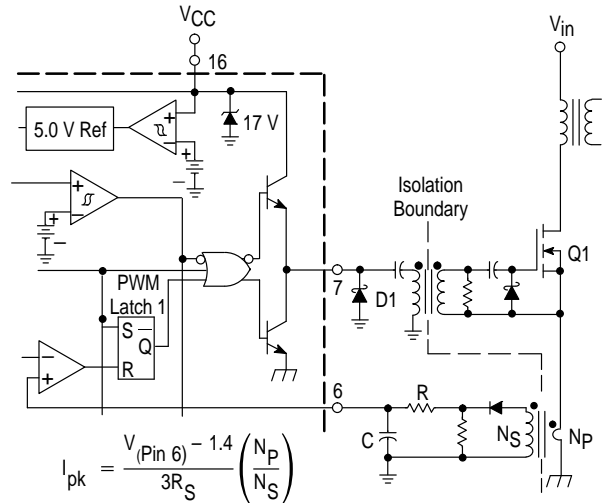 VCC
16
Vin
5.0 V Ref
+
−
+
−
17 V
+
−
+
−
Isolation
Boundary
Q1
PWM
Latch 1
7
D1
S
Q
R
−
+
6
R
C
NS
NP
Ipk = V(Pin 6) − 1.4 / 3RS (NP / NS)